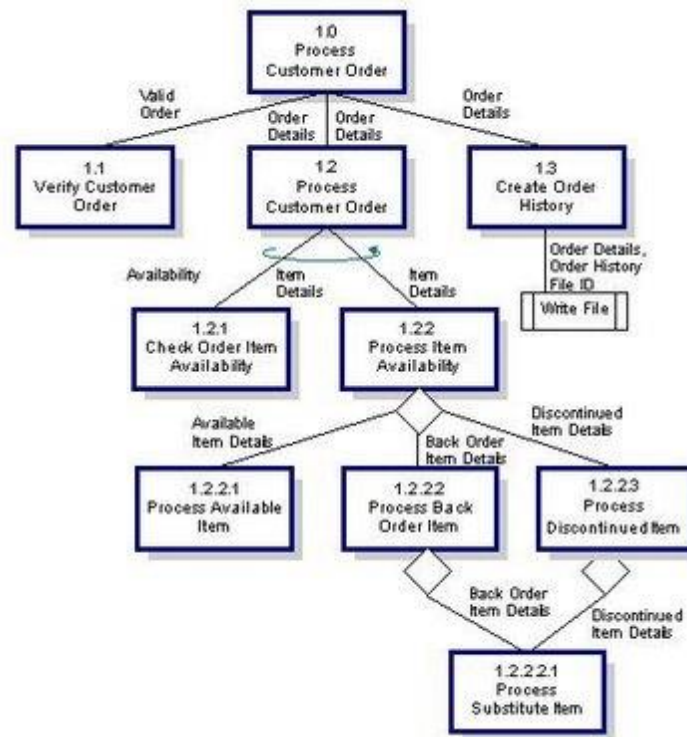 1.0
Process
Customer Order
Valid
Order
Order
Details
Order
Details
Order
Details
1.1
Verify Customer
Order
1.2
Process
Customer Order
1.3
Create Order
History
Availability
Item
Details
Item
Details
Order Details,
Order History
File ID
Write File
1.2.1
Check Order Item
Availability
1.2.2
Process Item
Availability
Available
Item Details
Back Order
Item Details
Discontinued
Item Details
1.2.2.1
Process Available
Item
1.2.2.2
Process Back
Order Item
1.2.2.3
Process
Discontinued Item
Back Order
Item Details
Discontinued
Item Details
1.2.2.2.1
Process
Substitute Item